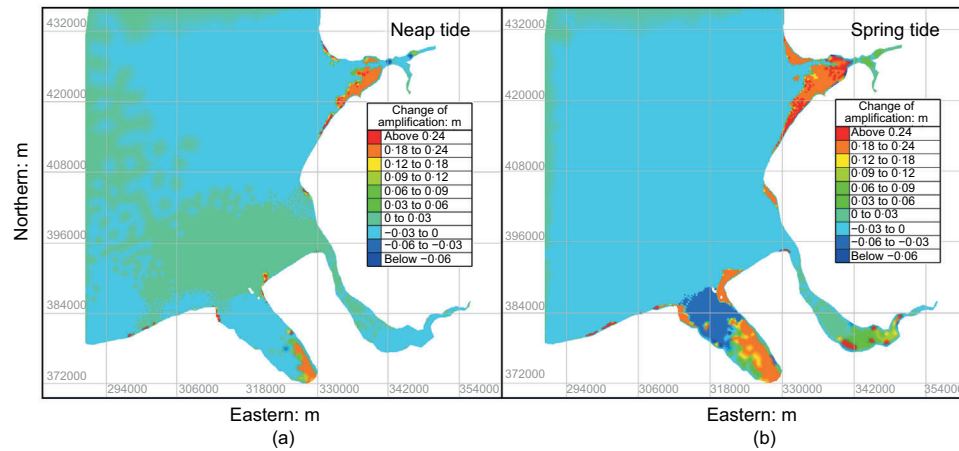 Neap tide
432000
420000
408000
396000
384000
372000
294000 306000 318000 330000 342000 354000
Northern: m
Eastern: m
Change of
amplification: m
Above 0·24
0·18 to 0·24
0·12 to 0·18
0·09 to 0·12
0·06 to 0·09
0·03 to 0·06
0 to 0·03
−0·03 to 0
−0·06 to −0·03
Below −0·06
(a)
Spring tide
432000
420000
408000
396000
384000
372000
294000 306000 318000 330000 342000 354000
Eastern: m
Change of
amplification: m
Above 0.24
0·18 to 0·24
0·12 to 0·18
0·09 to 0·12
0·06 to 0·09
0·03 to 0·06
0 to 0·03
−0·03 to 0
−0·06 to −0·03
Below −0·06
(b)